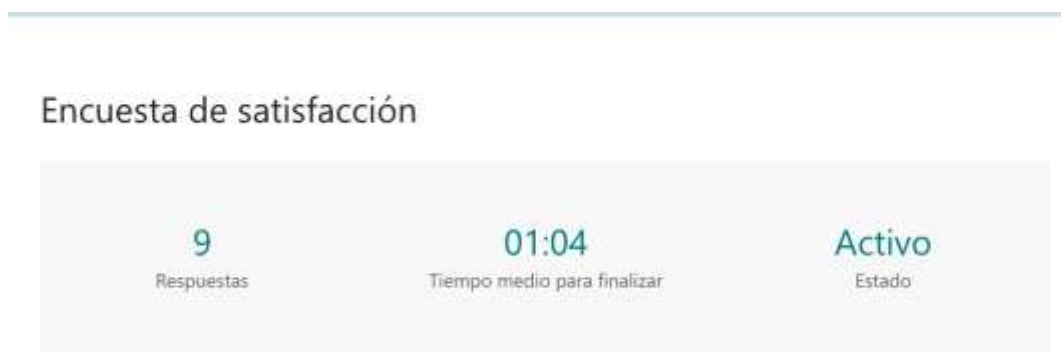 Encuesta de satisfacción
9 01:04 Activo
Respuestas Tiempo medio para finalizar Estado